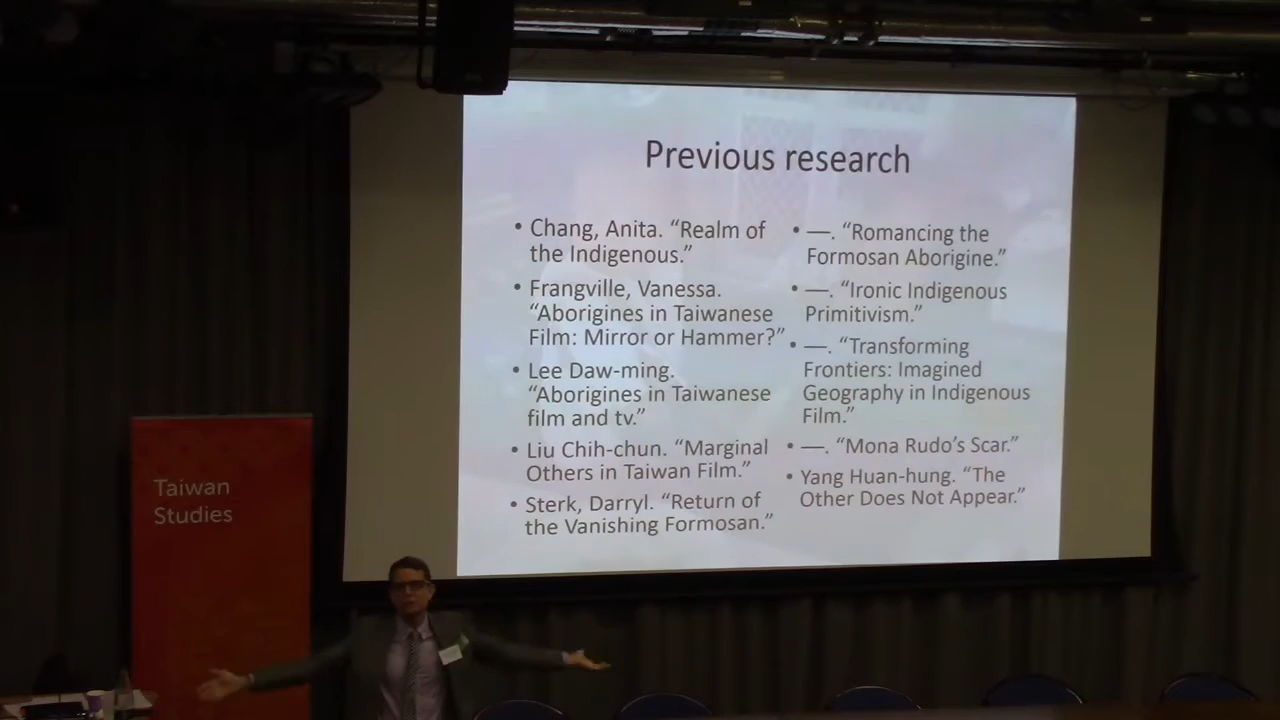 Previous research
• Chang, Anita. “Realm of
the Indigenous.”
• Frangville, Vanessa.
“Aborigines in Taiwanese
Film: Mirror or Hammer?”
• Lee Daw-ming.
“Aborigines in Taiwanese
film and tv.”
• Liu Chih-chun. “Marginal
Others in Taiwan Film.”
• Sterk, Darryl. “Return of
the Vanishing Formosan.”
• —. “Romancing the
Formosan Aborigine.”
• —. “Ironic Indigenous
Primitivism.”
• —. “Transforming
Frontiers: Imagined
Geography in Indigenous
Film.”
• —. “Mona Rudo’s Scar.”
• Yang Huan-hung. “The
Other Does Not Appear.”
Taiwan
Studies